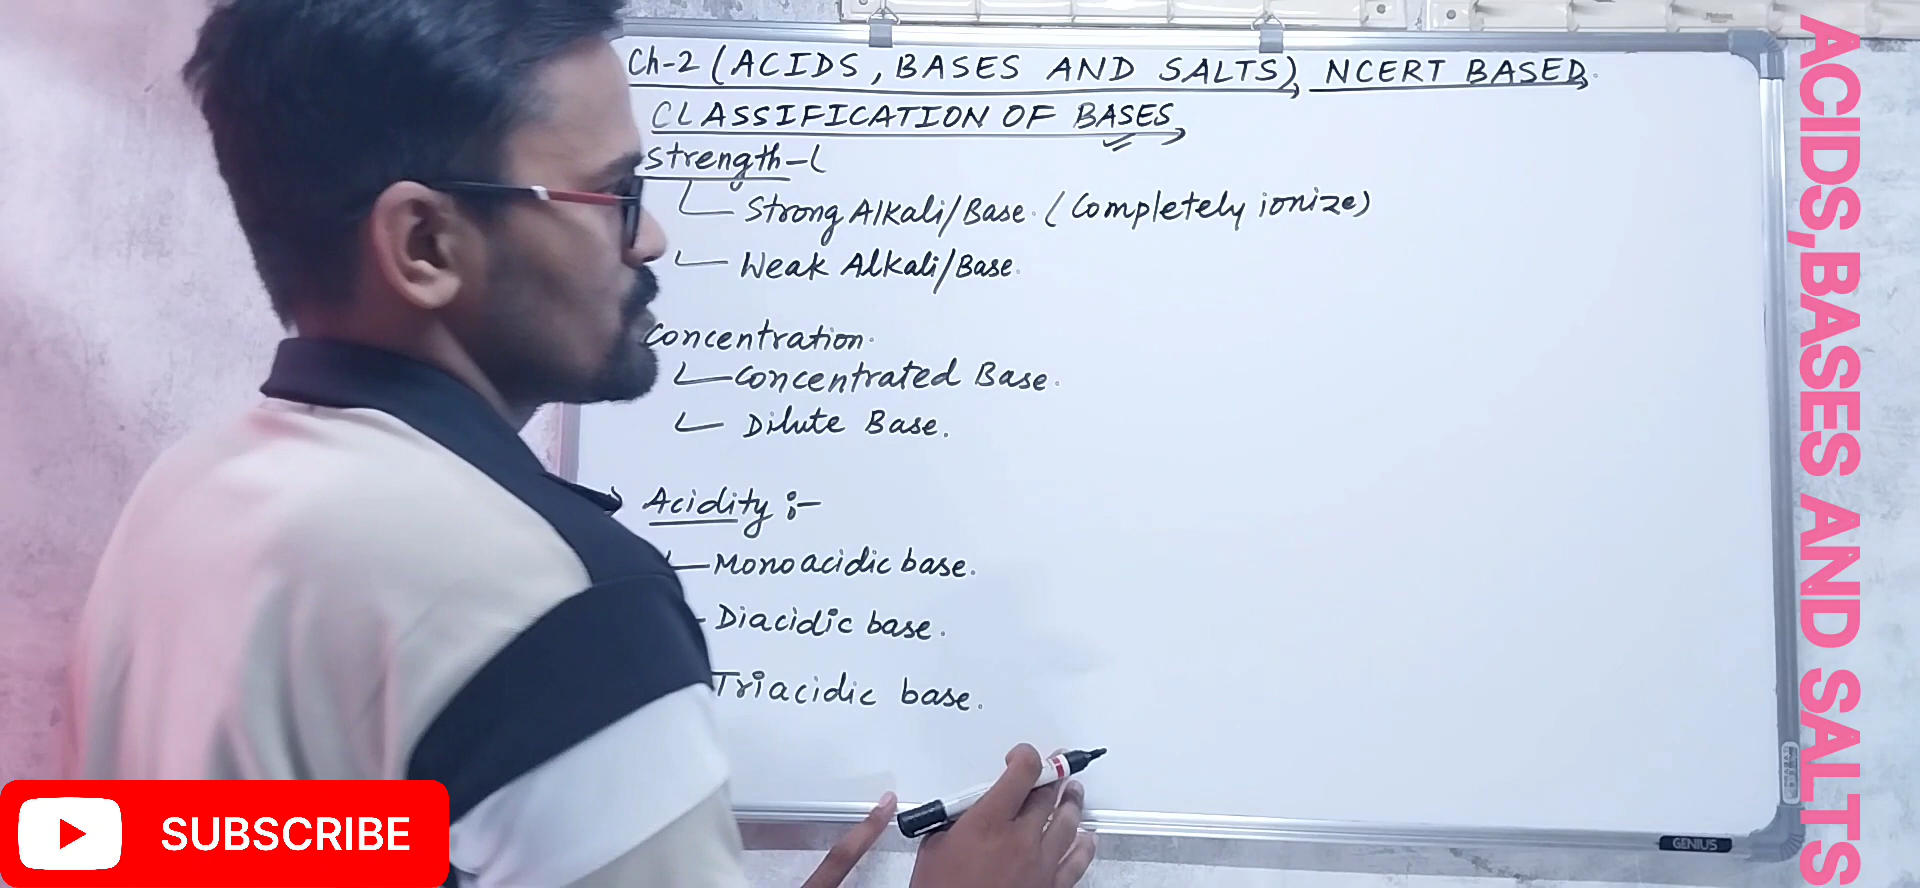 Ch-2 (ACIDS, BASES AND SALTS), NCERT BASED,
CLASSIFICATION OF BASES,
Strength-(
Strong Alkali/Base. (Completely ionize)
Weak Alkali/Base.
Concentration.
Concentrated Base.
Dilute Base.
Acidity :-
Monoacidic base.
Diacidic base.
Triacidic base.
SUBSCRIBE
GENIUS
ACIDS,BASES AND SALTS